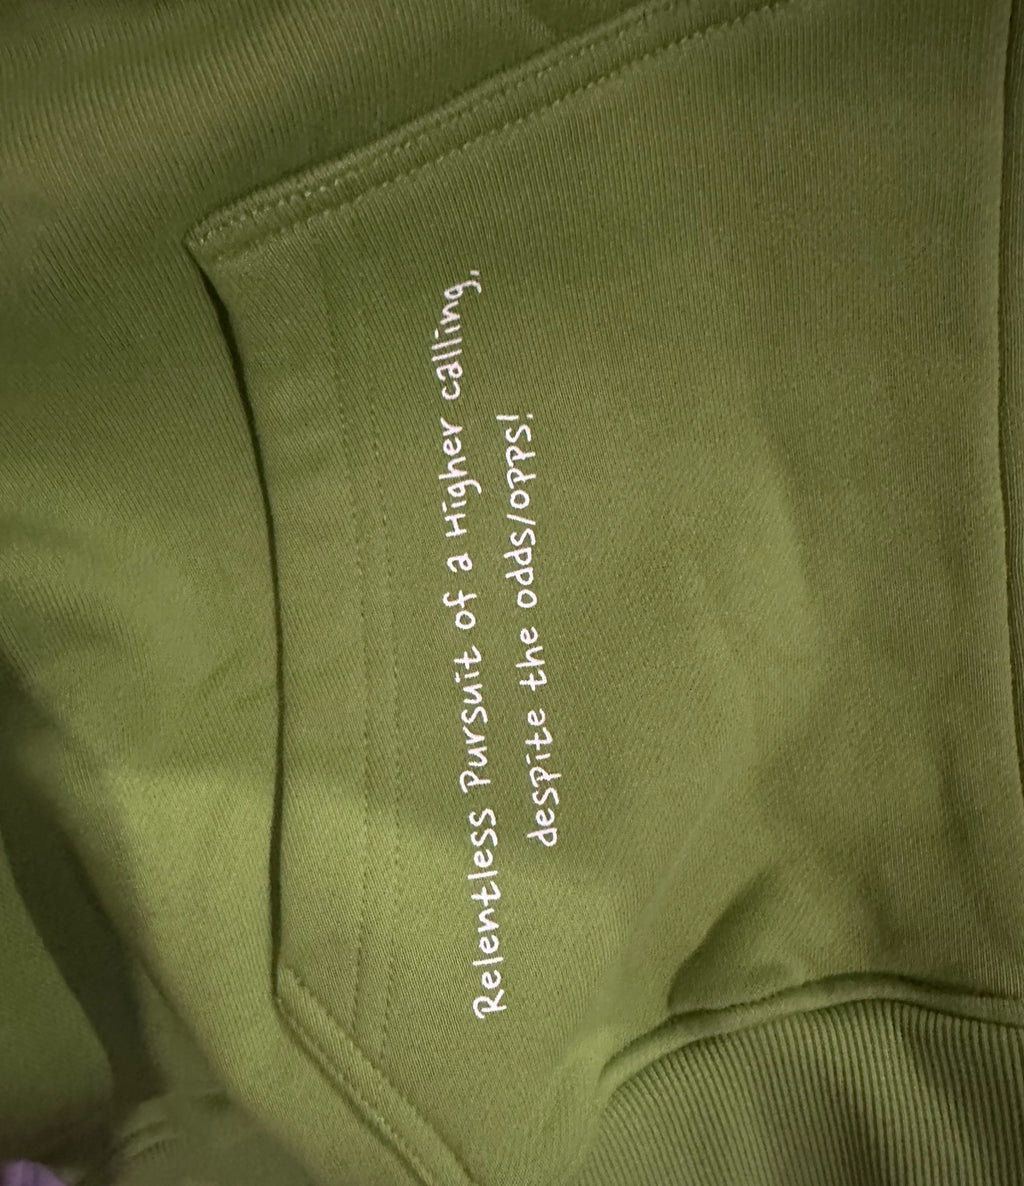 Relentless Pursuit of a Higher calling,
despite the odds/opps!